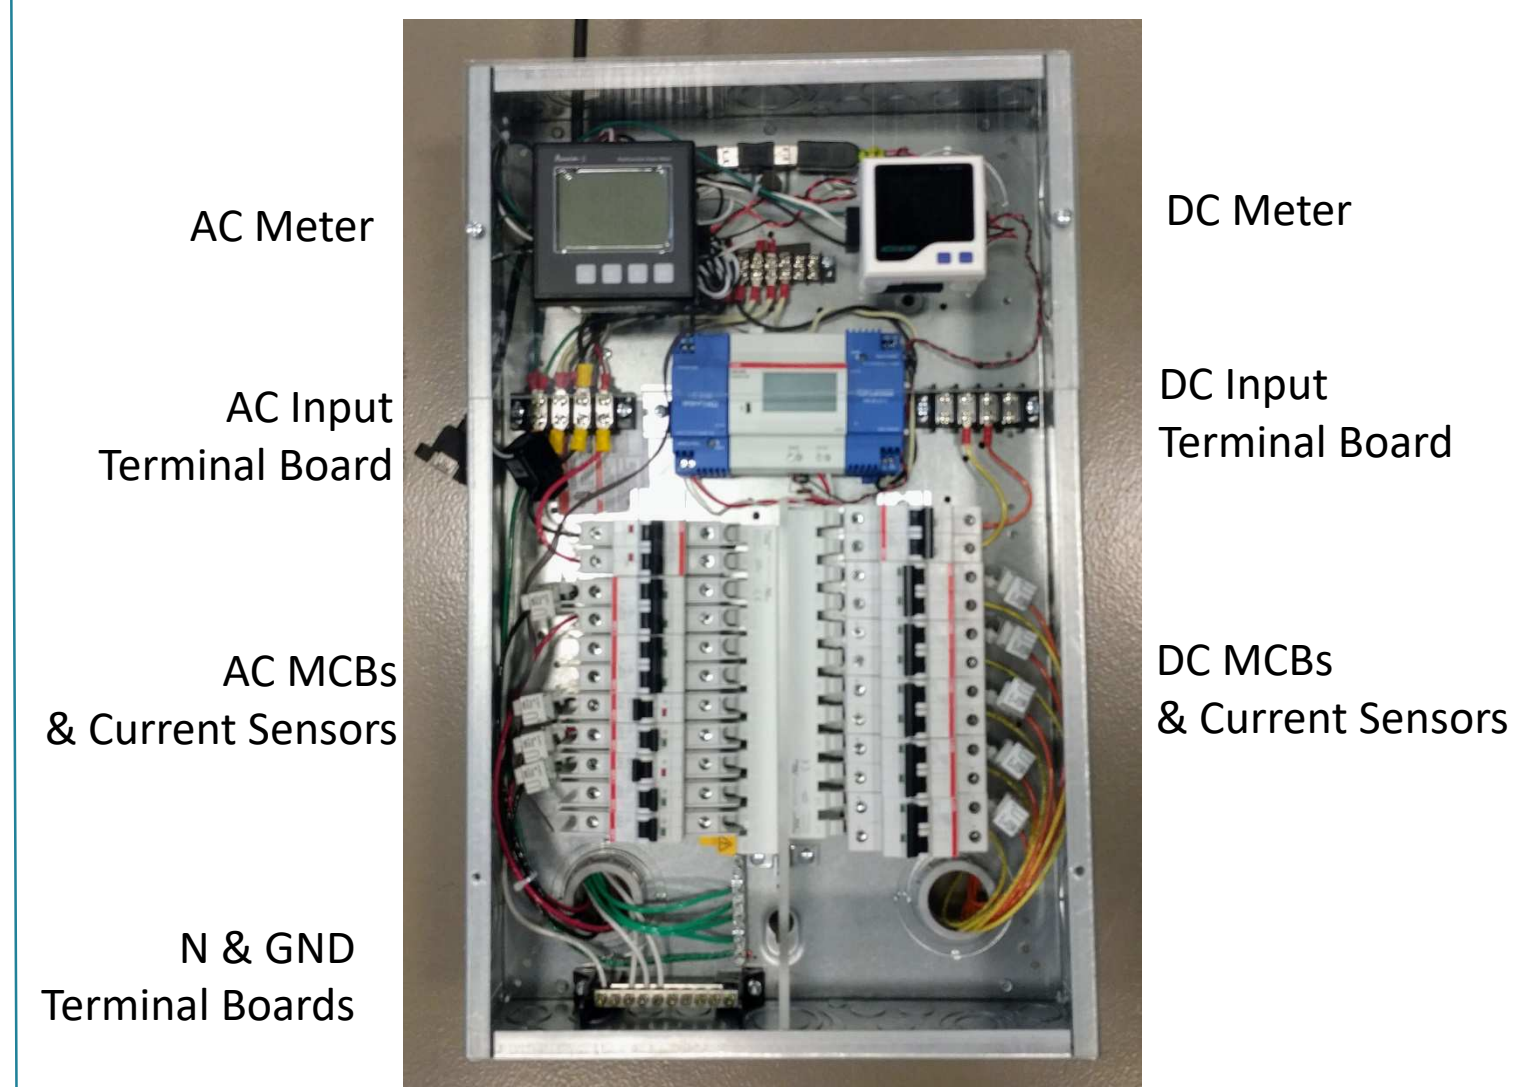 AC Meter
DC Meter
AC Input
Terminal Board
DC Input
Terminal Board
AC MCBs
& Current Sensors
DC MCBs
& Current Sensors
N & GND
Terminal Boards